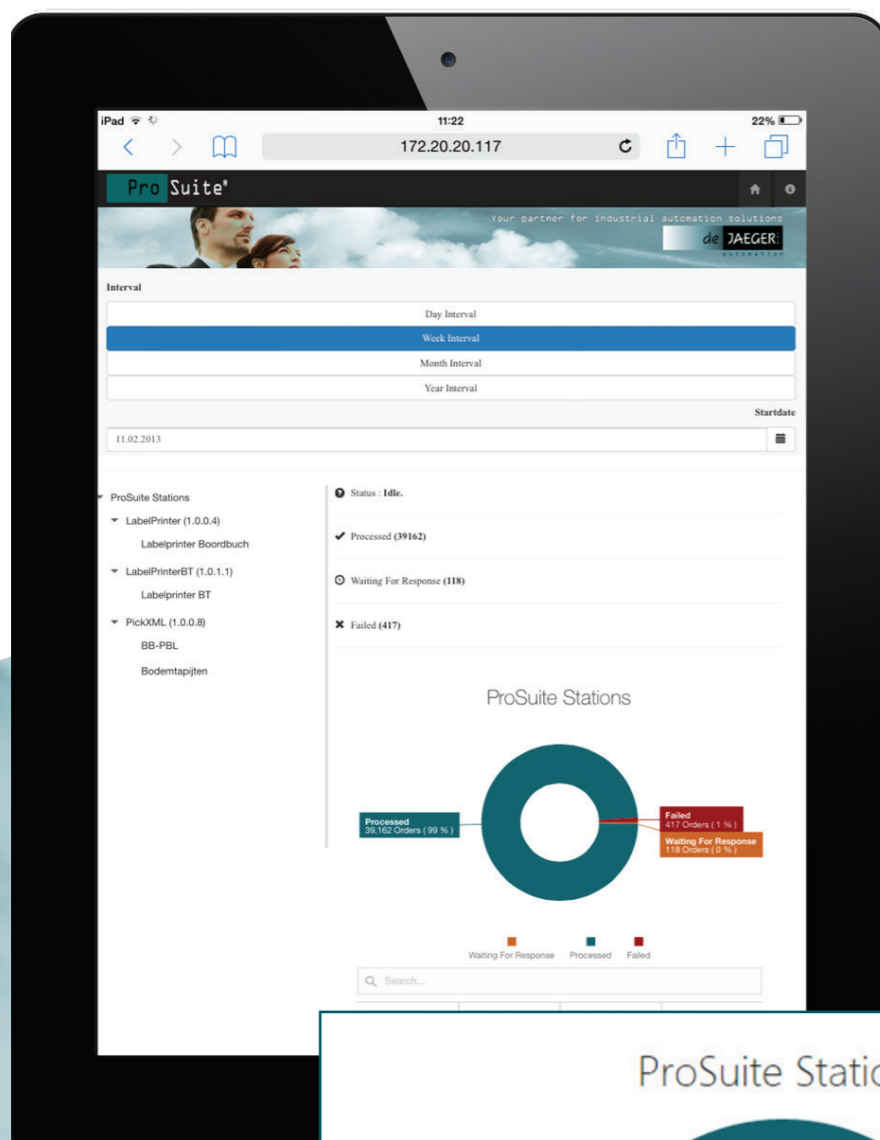 iPad 11:22 22%
172.20.20.117
Pro Suite®
Your partner for industrial automation solutions
de JAEGER
automation
Interval
Day Interval
Week Interval
Month Interval
Year Interval
Startdate
11.02.2013
ProSuite Stations
LabelPrinter (1.0.0.4)
Labelprinter Boordbuch
LabelPrinterBT (1.0.1.1)
Labelprinter BT
PickXML (1.0.0.8)
BB-PBL
Bodemtapijten
Status : Idle.
Processed (39162)
Waiting For Response (118)
Failed (417)
ProSuite Stations
Processed
39,162 Orders ( 99 % )
Failed
417 Orders ( 1 % )
Waiting For Response
118 Orders ( 0 % )
Waiting For Response Processed Failed
Search...
ProSuite Static